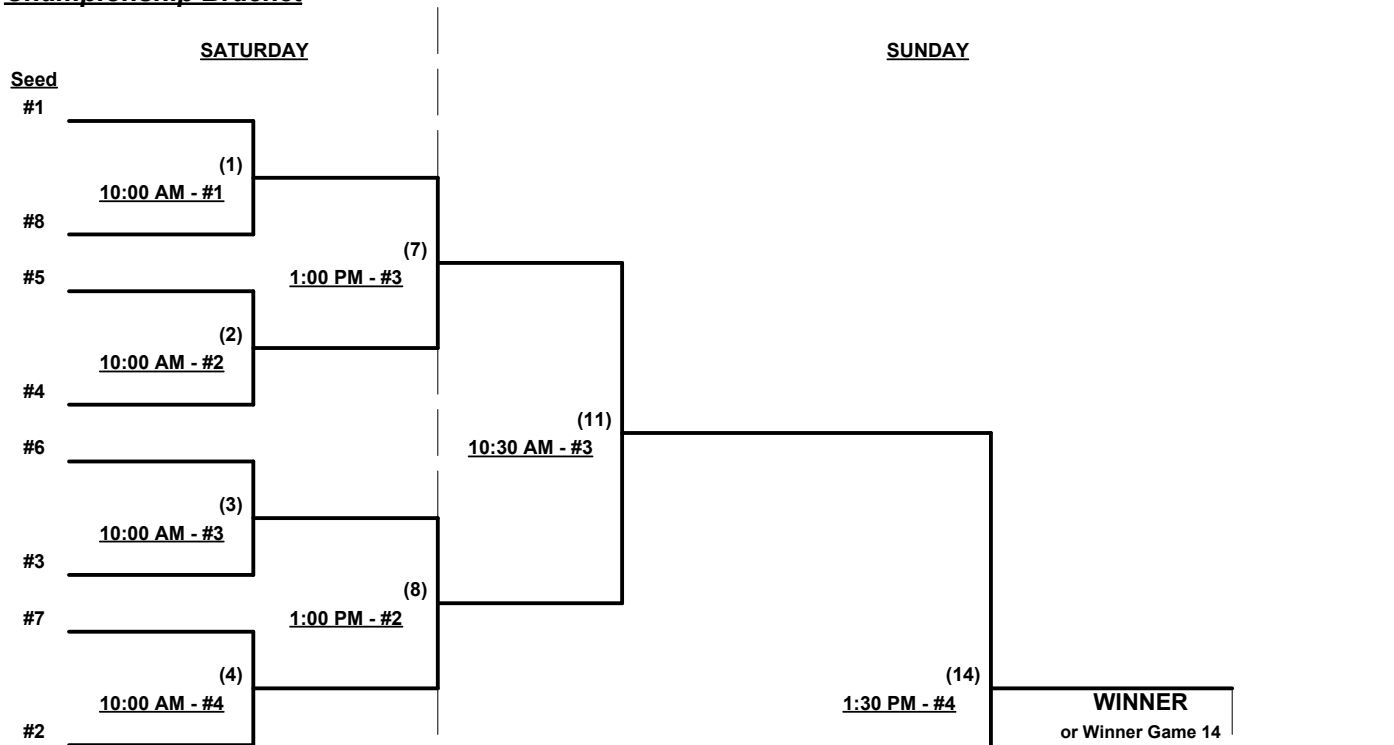 Championship Bracket
SATURDAY
SUNDAY
Seed
#1
(1)
10:00 AM - #1
#8
(7)
#5
1:00 PM - #3
(2)
10:00 AM - #2
#4
(11)
#6
10:30 AM - #3
(3)
10:00 AM - #3
#3
(8)
#7
1:00 PM - #2
(4)
(14)
10:00 AM - #4
1:30 PM - #4
WINNER
#2
or Winner Game 14